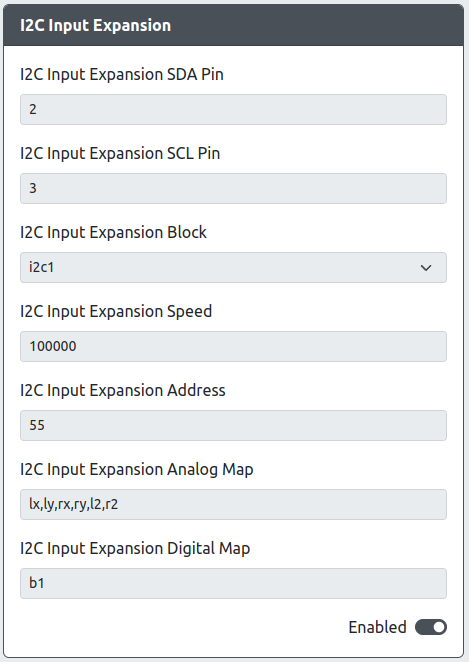 I2C Input Expansion
I2C Input Expansion SDA Pin
2
I2C Input Expansion SCL Pin
3
I2C Input Expansion Block
i2c1
I2C Input Expansion Speed
100000
I2C Input Expansion Address
55
I2C Input Expansion Analog Map
lx,ly,rx,ry,l2,r2
I2C Input Expansion Digital Map
b1
Enabled